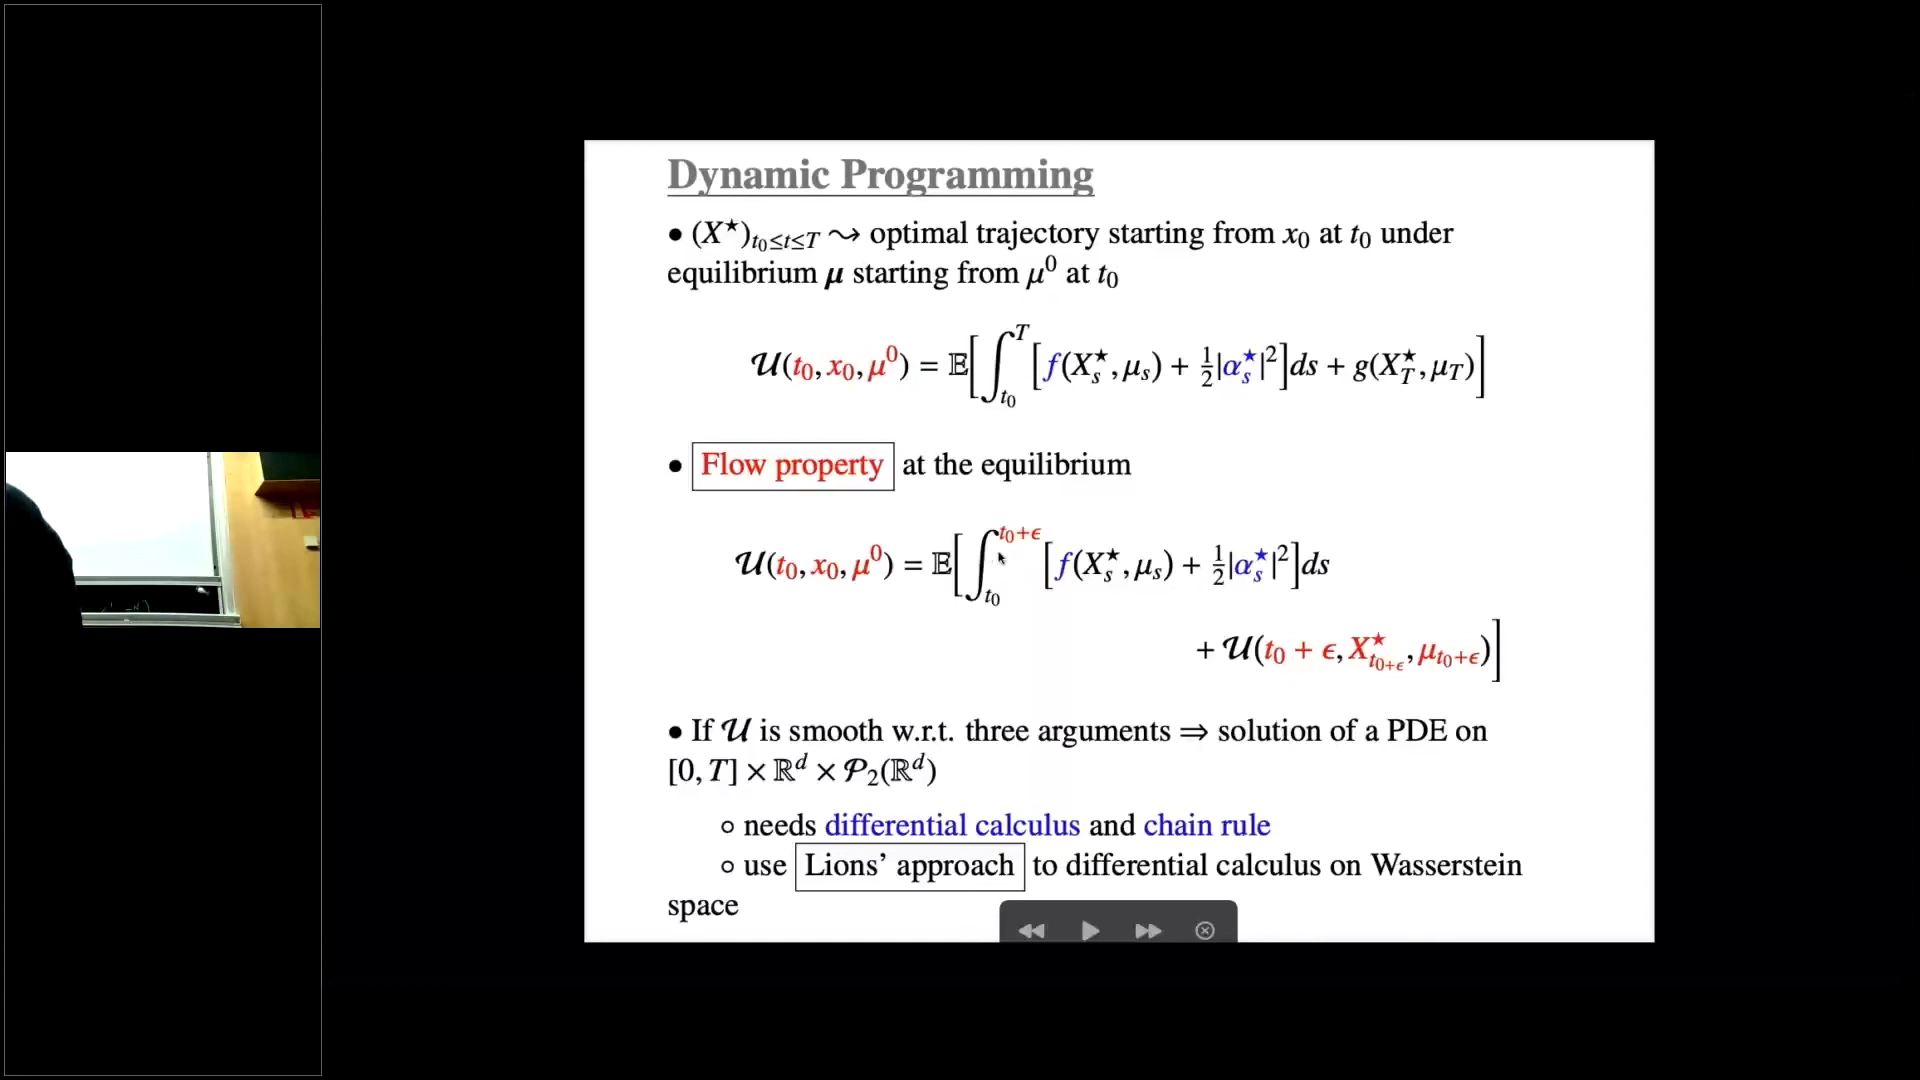 Dynamic Programming
• (X★)t₀≤t≤T ⇝ optimal trajectory starting from x₀ at t₀ under
equilibrium μ starting from μ⁰ at t₀
𝒰(t₀, x₀, μ⁰) = 𝔼[∫_{t₀}^{T} [f(X★_s, μ_s) + ½|α★_s|²]ds + g(X★_T, μ_T)]
• Flow property at the equilibrium
𝒰(t₀, x₀, μ⁰) = 𝔼[∫_{t₀}^{t₀+ϵ} [f(X★_s, μ_s) + ½|α★_s|²]ds
+ 𝒰(t₀ + ϵ, X★_{t₀+ϵ}, μ_{t₀+ϵ})]
• If 𝒰 is smooth w.r.t. three arguments ⇒ solution of a PDE on
[0, T] × ℝᵈ × 𝒫₂(ℝᵈ)
○ needs differential calculus and chain rule
○ use Lions’ approach to differential calculus on Wasserstein
space